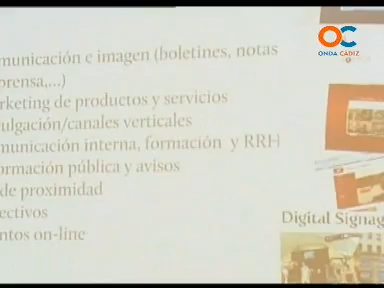 OC
ONDA CÁDIZ
municación e imagen (boletines, notas
prensa,...)
rketing de productos y servicios
vulgación/canales verticales
municación interna, formación y RRH
ormación pública y avisos
de proximidad
ectivos
ntos on-line
Digital Signag